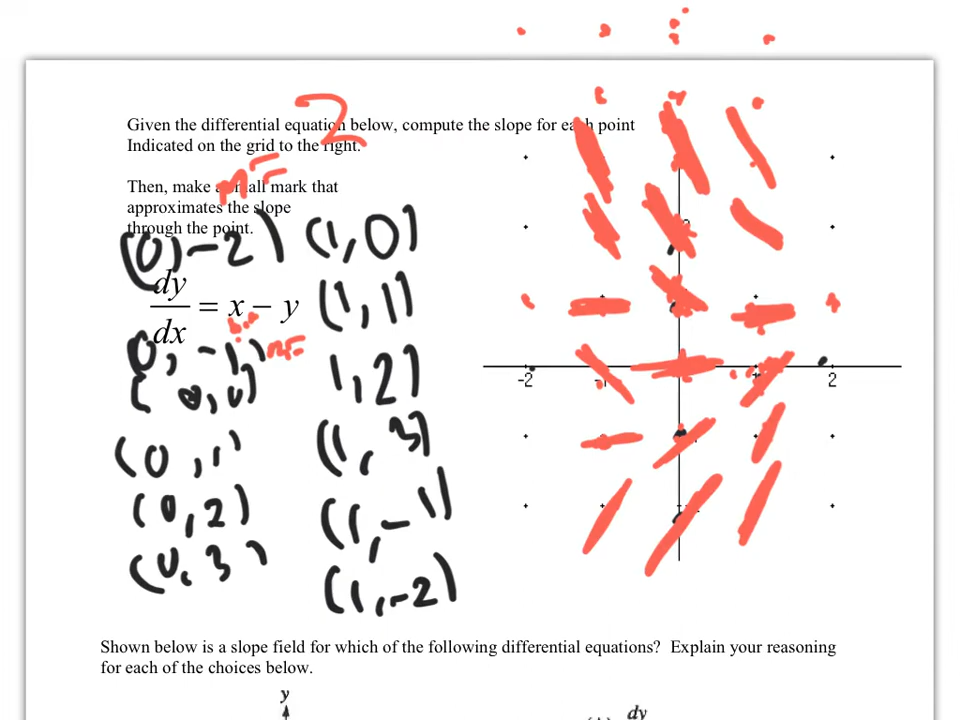 2
Given the differential equation below, compute the slope for each point
Indicated on the grid to the right.
Then, make a small mark that
approximates the slope
through the point.
(0,-2) (1,0)
dy/dx = x - y
(1,1)
0,-1)
(0,0)
1,2)
(0,1)
(1,3)
(0,2)
(1,-1)
(0,3)
(1,-2)
-2 -1 1 2
Shown below is a slope field for which of the following differential equations? Explain your reasoning
for each of the choices below.
y
dy